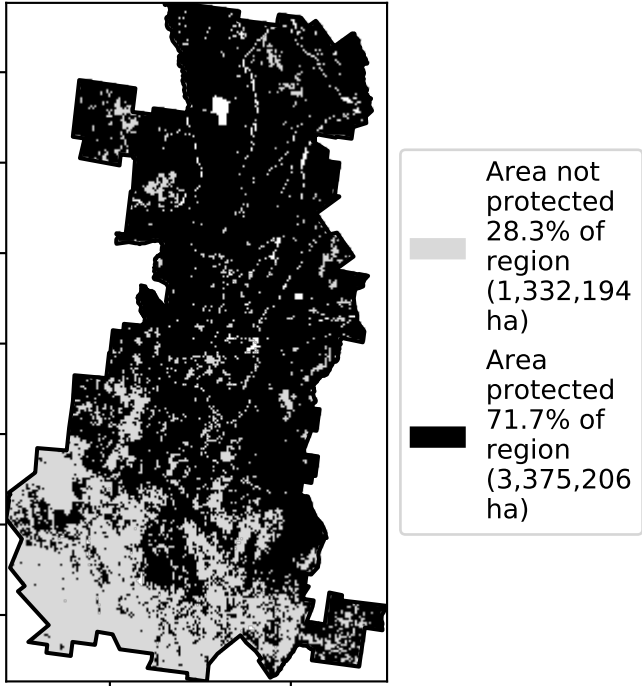 Area not
protected
28.3% of
region
(1,332,194
ha)
Area
protected
71.7% of
region
(3,375,206
ha)